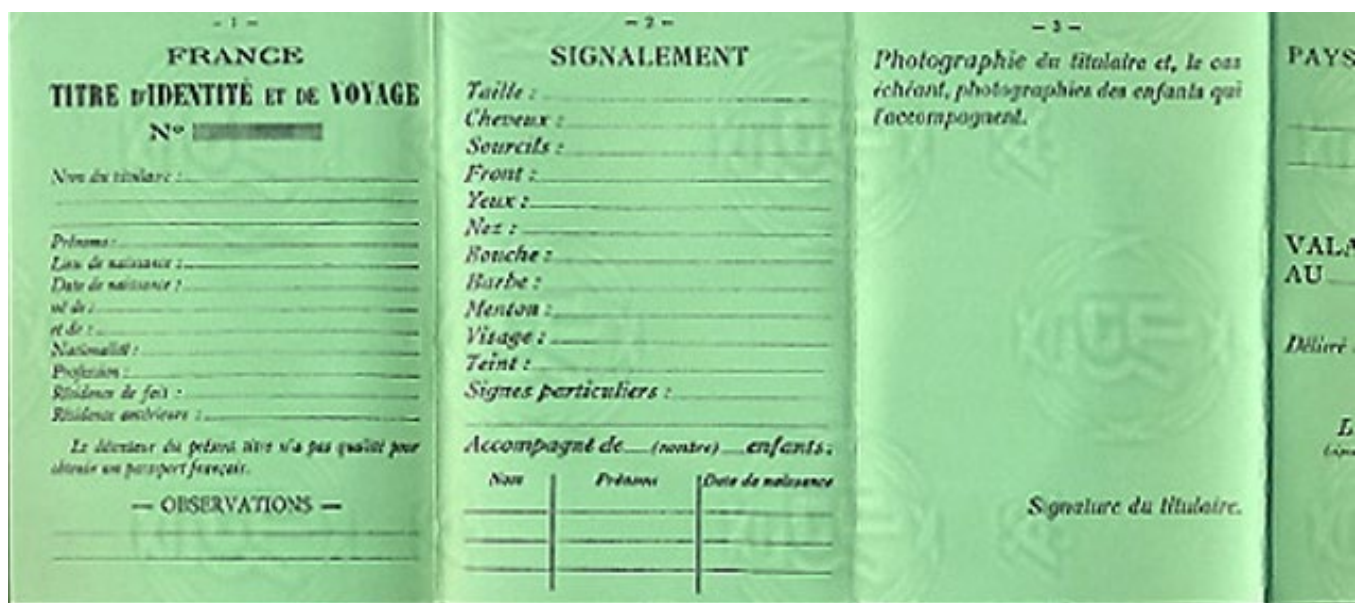 - 1 -
FRANCE
TITRE D'IDENTITÉ ET DE VOYAGE
N°
Nom du titulaire :
Prénoms :
Lieu de naissance :
Date de naissance :
né de :
et de :
Nationalité :
Profession :
Résidence de fait :
Résidence antérieure :
Le détenteur du présent titre n'a pas qualité pour
obtenir un passeport français.
— OBSERVATIONS —
- 2 -
SIGNALEMENT
Taille :
Cheveux :
Sourcils :
Front :
Yeux :
Nez :
Bouche :
Barbe :
Menton :
Visage :
Teint :
Signes particuliers :
Accompagné de (nombre) enfants.
Nom Prénoms Date de naissance
- 3 -
Photographie du titulaire et, le cas
échéant, photographies des enfants qui
l'accompagnent.
Signature du titulaire.
PAYS
VALA
AU
Délivré
L